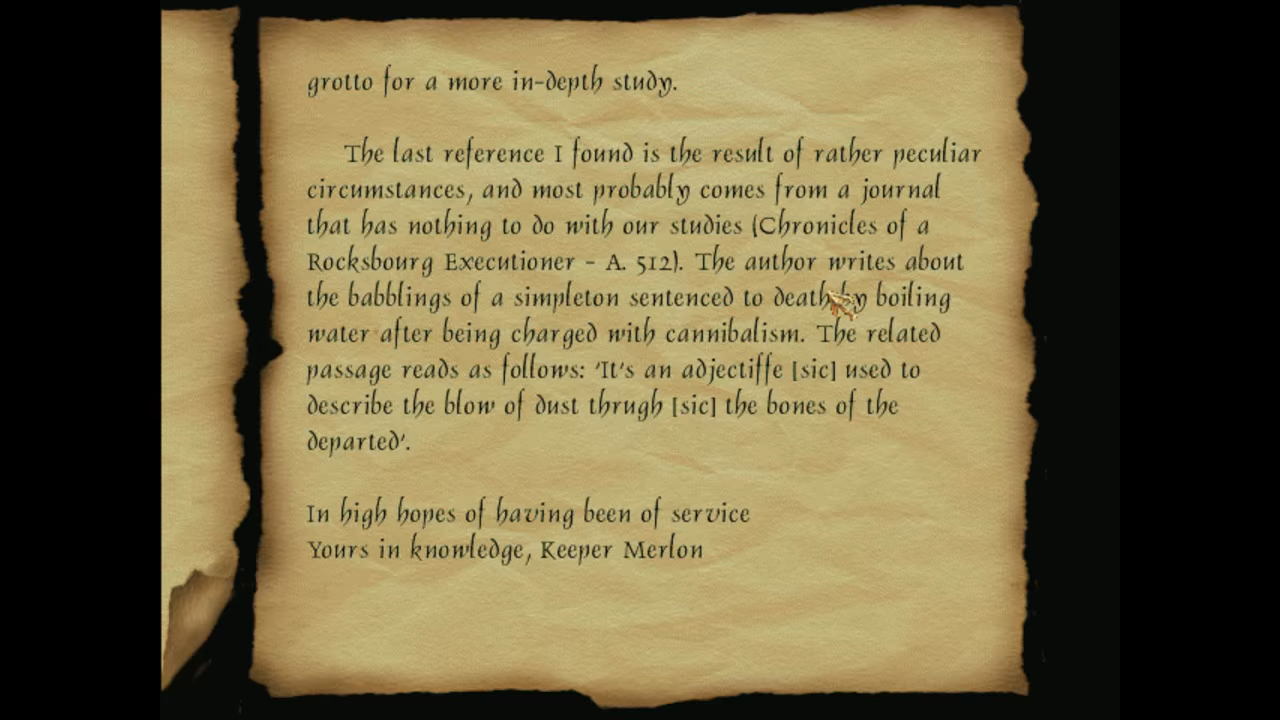 grotto for a more in-depth study.
The last reference I found is the result of rather peculiar
circumstances, and most probably comes from a journal
that has nothing to do with our studies (Chronicles of a
Rocksbourg Executioner - A. 512). The author writes about
the babblings of a simpleton sentenced to death by boiling
water after being charged with cannibalism. The related
passage reads as follows: 'It's an adjectiffe [sic] used to
describe the blow of dust thrugh [sic] the bones of the
departed'.
In high hopes of having been of service
Yours in knowledge, Keeper Merlon